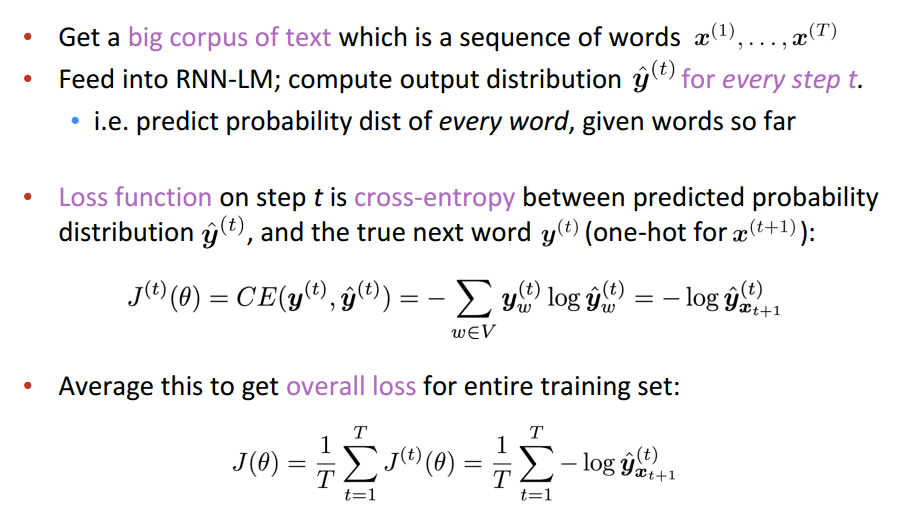 • Get a big corpus of text which is a sequence of words $\boldsymbol{x}^{(1)}, \ldots, \boldsymbol{x}^{(T)}$
• Feed into RNN-LM; compute output distribution $\hat{\boldsymbol{y}}^{(t)}$ for every step t.
• i.e. predict probability dist of every word, given words so far
• Loss function on step t is cross-entropy between predicted probability
distribution $\hat{\boldsymbol{y}}^{(t)}$, and the true next word $\boldsymbol{y}^{(t)}$ (one-hot for $\boldsymbol{x}^{(t+1)}$):
$J^{(t)}(\theta) = CE(\boldsymbol{y}^{(t)}, \hat{\boldsymbol{y}}^{(t)}) = -\sum_{w \in V} \boldsymbol{y}_w^{(t)} \log \hat{\boldsymbol{y}}_w^{(t)} = -\log \hat{\boldsymbol{y}}_{\boldsymbol{x}_{t+1}}^{(t)}$
• Average this to get overall loss for entire training set:
$J(\theta) = \frac{1}{T} \sum_{t=1}^{T} J^{(t)}(\theta) = \frac{1}{T} \sum_{t=1}^{T} -\log \hat{\boldsymbol{y}}_{\boldsymbol{x}_{t+1}}^{(t)}$